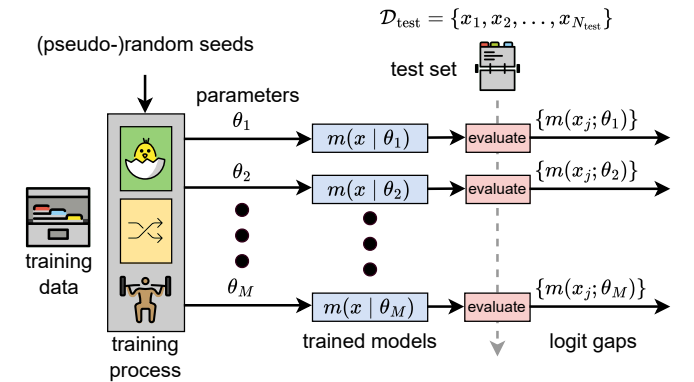 𝒟_test = {x_1, x_2, . . . , x_{N_test}}
(pseudo-)random seeds
test set
parameters
θ_1
m(x | θ_1)
evaluate
{m(x_j; θ_1)}
θ_2
m(x | θ_2)
evaluate
{m(x_j; θ_2)}
training
data
θ_M
m(x | θ_M)
evaluate
{m(x_j; θ_M)}
training
process
trained models
logit gaps